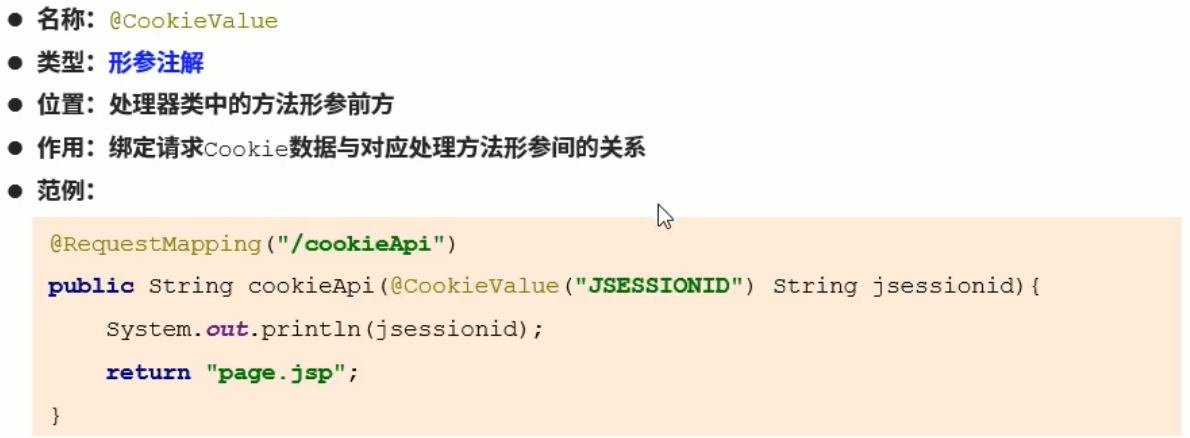 ● 名称：@CookieValue
● 类型：形参注解
● 位置：处理器类中的方法形参前方
● 作用：绑定请求Cookie数据与对应处理方法形参间的关系
● 范例：
@RequestMapping("/cookieApi")
public String cookieApi(@CookieValue("JSESSIONID") String jsessionid){
    System.out.println(jsessionid);
    return "page.jsp";
}